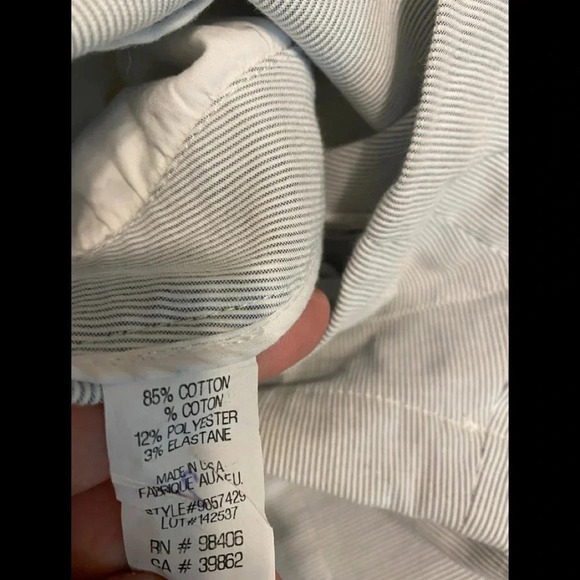 85% COTTON
% COTON
12% POLYESTER
3% ELASTANE
MADE IN USA
FABRIQUE AUX E.U.
STYLE#9057429
LOT#142537
RN # 98406
CA # 39862